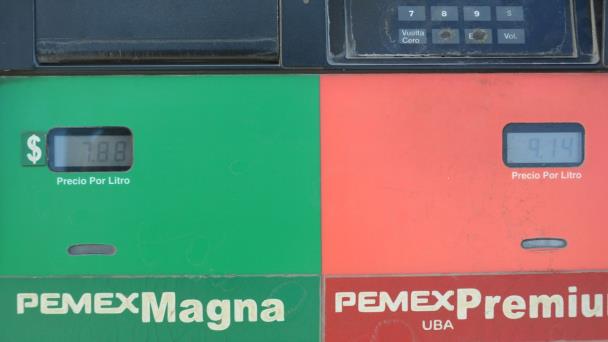 7 8 9 $
Vuelta Cero
Vol.
$ 7.88
Precio Por Litro
9.14
Precio Por Litro
PEMEX Magna
PEMEX Premiu
UBA